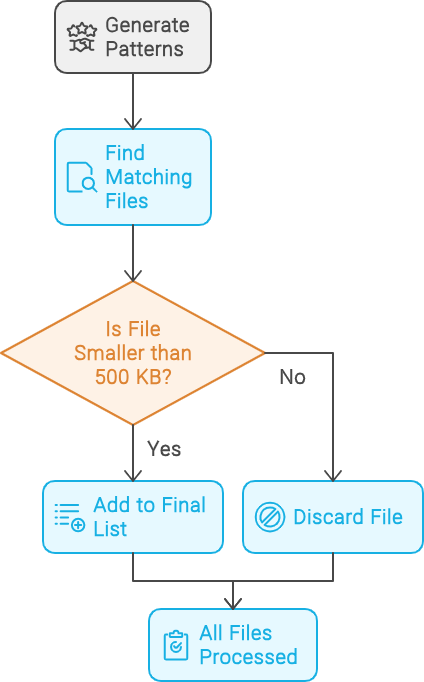 Generate
Patterns
Find
Matching
Files
Is File
Smaller than
500 KB?
No
Yes
Add to Final
List
Discard File
All Files
Processed